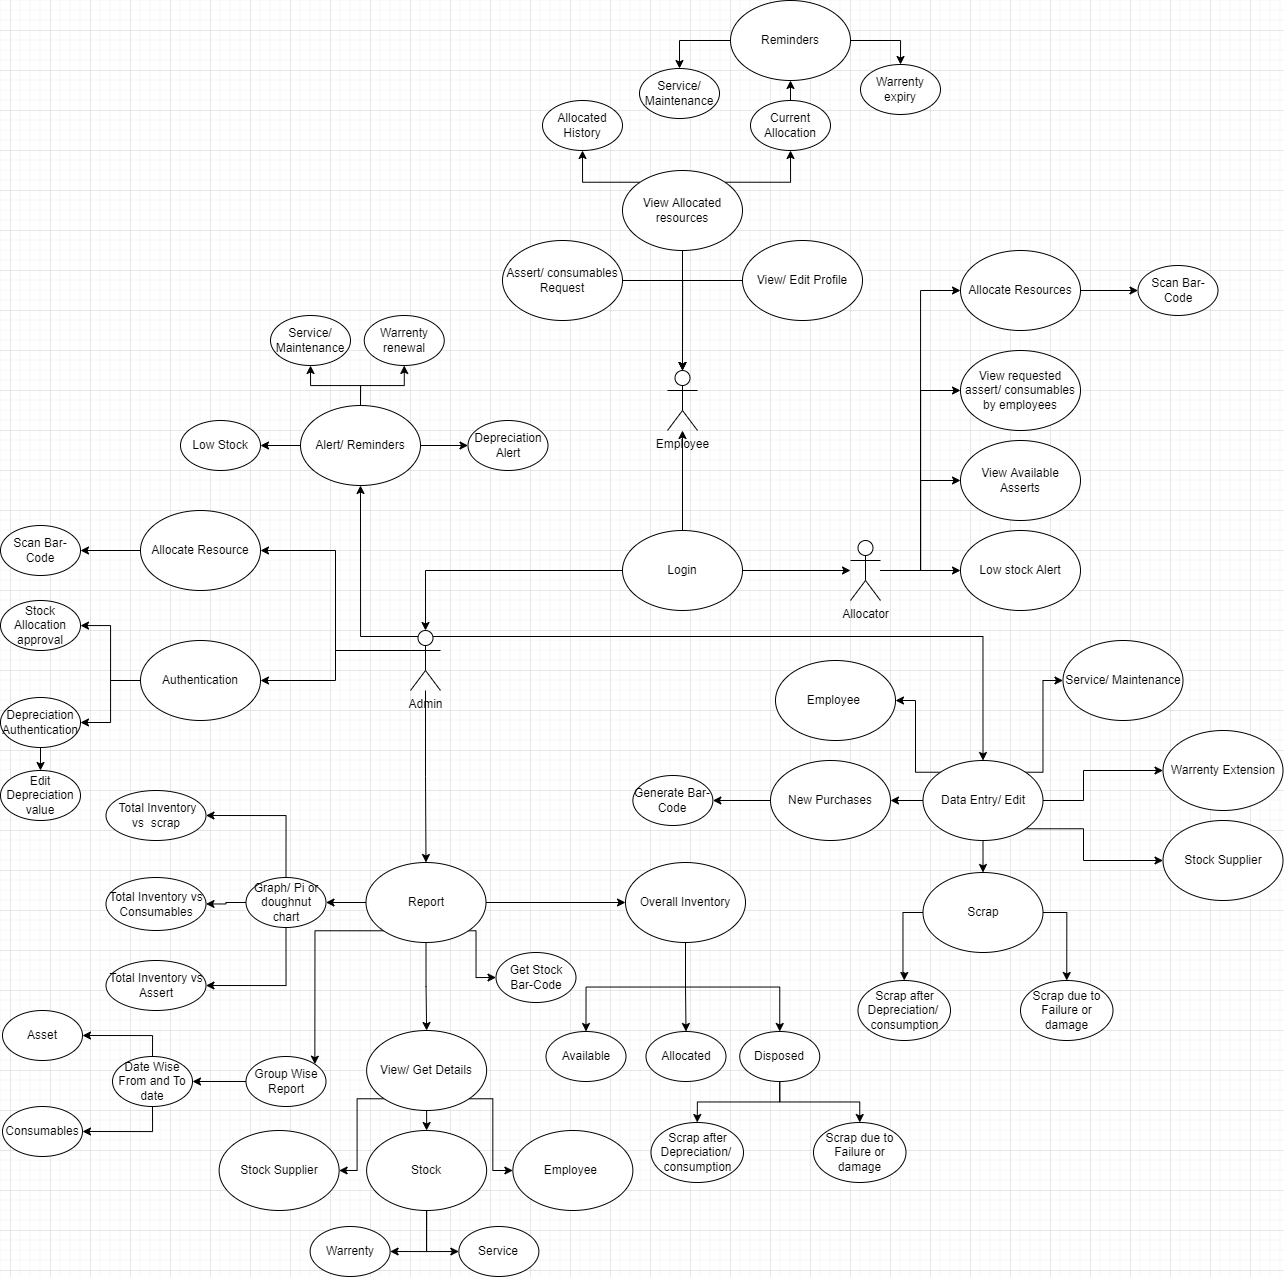 Reminders
Service/
Maintenance
Warrenty
expiry
Allocated
History
Current
Allocation
View Allocated
resources
Assert/ consumables
Request
View/ Edit Profile
Allocate Resources
Scan Bar-
Code
Service/
Maintenance
Warrenty
renewal
View requested
assert/ consumables
by employees
Low Stock
Alert/ Reminders
Depreciation
Alert
Employee
View Available
Asserts
Scan Bar-
Code
Allocate Resource
Login
Low stock Alert
Allocator
Stock
Allocation
approval
Authentication
Admin
Depreciation
Authentication
Edit
Depreciation
value
Employee
Service/ Maintenance
Warrenty Extension
Generate Bar-
Code
New Purchases
Data Entry/ Edit
Stock Supplier
Total Inventory
vs  scrap
Total Inventory vs
Consumables
Graph/ Pi or
doughnut
chart
Report
Overall Inventory
Scrap
Total Inventory vs
Assert
Get Stock
Bar-Code
Scrap after
Depreciation/
consumption
Scrap due to
Failure or
damage
Asset
Date Wise
From and To
date
Group Wise
Report
View/ Get Details
Available
Allocated
Disposed
Consumables
Scrap after
Depreciation/
consumption
Scrap due to
Failure or
damage
Stock Supplier
Stock
Employee
Warrenty
Service